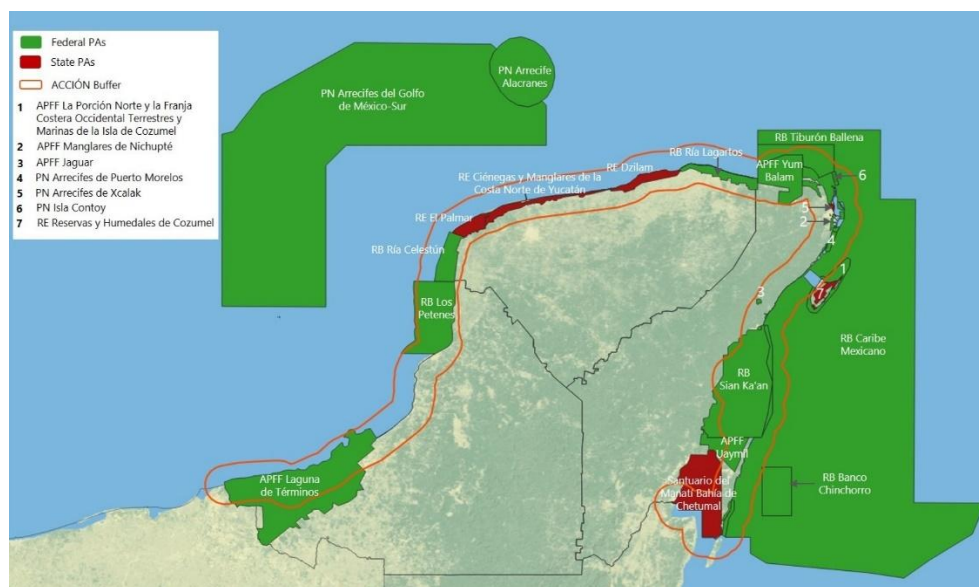 Federal PAs
State PAs
ACCIÓN Buffer
1 APFF La Porción Norte y la Franja
Costera Occidental Terrestres y
Marinas de la Isla de Cozumel
2 APFF Manglares de Nichupté
3 APFF Jaguar
4 PN Arrecifes de Puerto Morelos
5 PN Arrecifes de Xcalak
6 PN Isla Contoy
7 RE Reservas y Humedales de Cozumel
PN Arrecife
Alacranes
PN Arrecifes del Golfo
de México-Sur
RB Tiburón Ballena
RB Ría Lagartos
APFF Yum
Balam
6
RE Dzilam
RE Ciénegas y Manglares de la
Costa Norte de Yucatán
5
2
RE El Palmar
4
RB Ría Celestún
1
7
3
RB Los
Petenes
RB Caribe
Mexicano
RB
Sian Ka'an
APFF
Uaymil
APFF Laguna
de Términos
Santuario del
Manatí Bahía de
Chetumal
RB Banco
Chinchorro